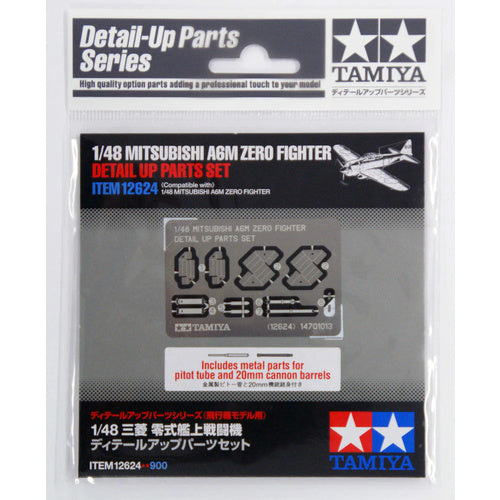 Detail-Up Parts
Series
High quality option parts adding a professional touch to your model
TAMIYA
ディテールアップパーツシリーズ
1/48 MITSUBISHI A6M ZERO FIGHTER
DETAIL UP PARTS SET
ITEM 12624
(Compatible with)
1/48 MITSUBISHI A6M ZERO FIGHTER
1/48 MITSUBISHI A6M ZERO FIGHTER
DETAIL UP PARTS SET
TAMIYA
(12624) 14701013
Includes metal parts for
pitot tube and 20mm cannon barrels
金属製ピトー管と20mm機銃銃身付き
ディテールアップパーツシリーズ(飛行機モデル用)
1/48 三菱 零式艦上戦闘機
ディテールアップパーツセット
ITEM 12624★900
TAMIYA